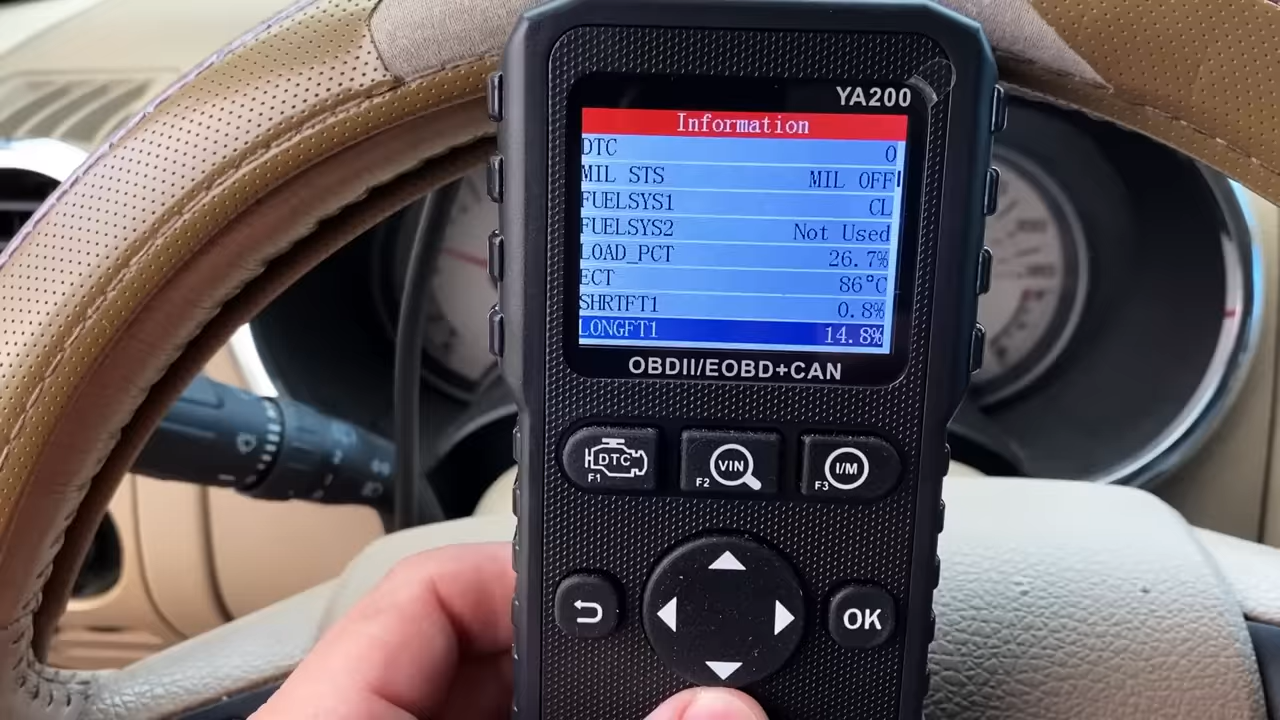 YA200
Information
DTC 0
MIL STS MIL OFF
FUELSYS1 CL
FUELSYS2 Not Used
LOAD_PCT 26.7%
ECT 86°C
SHRTFT1 0.8%
LONGFT1 14.8%
OBDII/EOBD+CAN
DTC VIN I/M
F1 F2 F3
OK